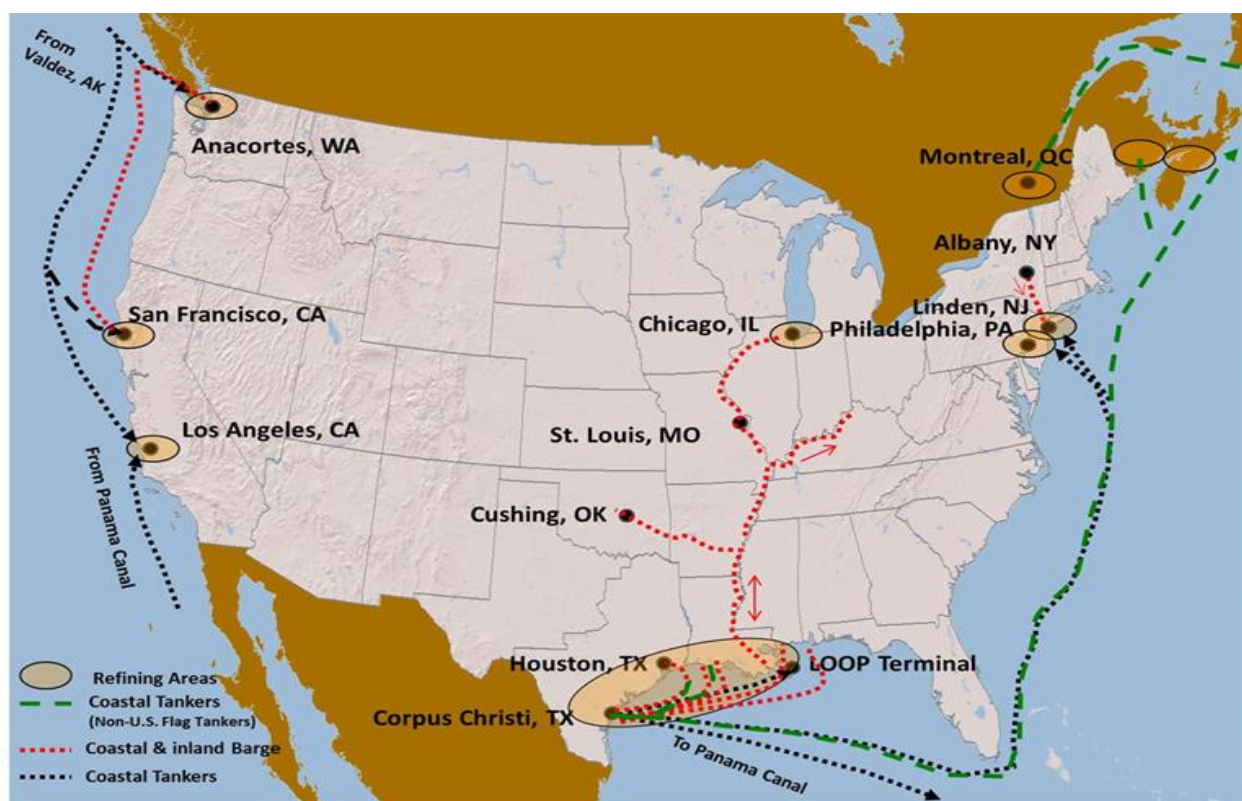 From
Valdez, AK
Anacortes, WA
Montreal, QC
Albany, NY
San Francisco, CA
Chicago, IL
Linden, NJ
Philadelphia, PA
Los Angeles, CA
St. Louis, MO
From Panama Canal
Cushing, OK
Houston, TX
LOOP Terminal
Corpus Christi, TX
To Panama Canal
Refining Areas
Coastal Tankers
(Non-U.S. Flag Tankers)
Coastal & inland Barge
Coastal Tankers